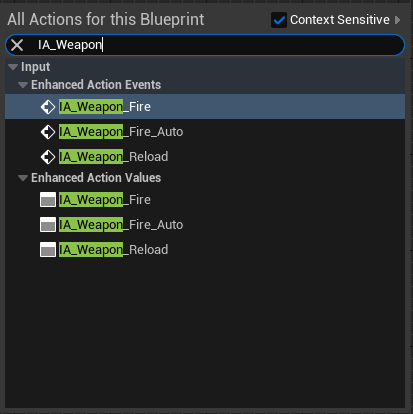 All Actions for this Blueprint
Context Sensitive
IA_Weapon
Input
Enhanced Action Events
IA_Weapon_Fire
IA_Weapon_Fire_Auto
IA_Weapon_Reload
Enhanced Action Values
IA_Weapon_Fire
IA_Weapon_Fire_Auto
IA_Weapon_Reload